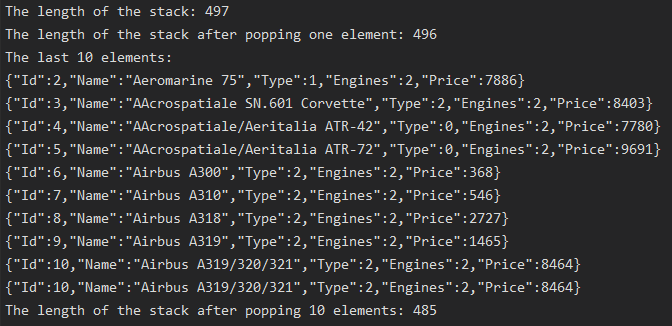 The length of the stack: 497
The length of the stack after popping one element: 496
The last 10 elements:
{"Id":2,"Name":"Aeromarine 75","Type":1,"Engines":2,"Price":7886}
{"Id":3,"Name":"AAcrospatiale SN.601 Corvette","Type":2,"Engines":2,"Price":8403}
{"Id":4,"Name":"AAcrospatiale/Aeritalia ATR-42","Type":0,"Engines":2,"Price":7780}
{"Id":5,"Name":"AAcrospatiale/Aeritalia ATR-72","Type":0,"Engines":2,"Price":9691}
{"Id":6,"Name":"Airbus A300","Type":2,"Engines":2,"Price":368}
{"Id":7,"Name":"Airbus A310","Type":2,"Engines":2,"Price":546}
{"Id":8,"Name":"Airbus A318","Type":2,"Engines":2,"Price":2727}
{"Id":9,"Name":"Airbus A319","Type":2,"Engines":2,"Price":1465}
{"Id":10,"Name":"Airbus A319/320/321","Type":2,"Engines":2,"Price":8464}
{"Id":10,"Name":"Airbus A319/320/321","Type":2,"Engines":2,"Price":8464}
The length of the stack after popping 10 elements: 485